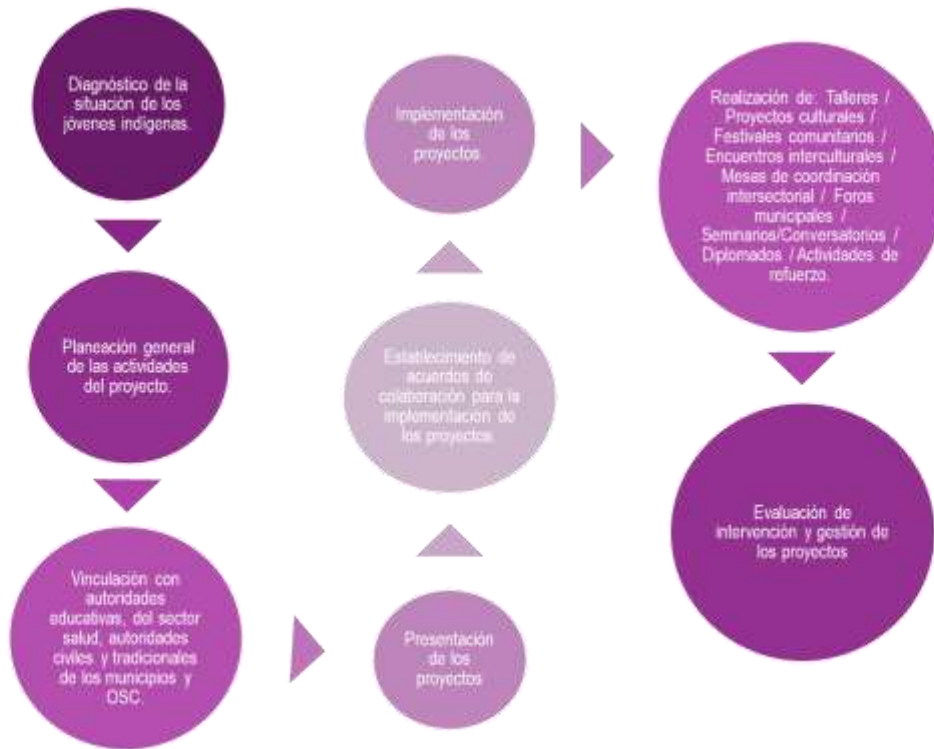 Diagnóstico de la
situación de los
jóvenes indígenas.
Planeación general
de las actividades
del proyecto.
Vinculación con
autoridades
educativas, del sector
salud, autoridades
civiles y tradicionales
de los municipios y
OSC.
Presentación
de los
proyectos
Establecimiento de
acuerdos de
colaboración para la
implementación de
los proyectos.
Implementación
de los
proyectos.
Realización de: Talleres /
Proyectos culturales /
Festivales comunitarios /
Encuentros interculturales /
Mesas de coordinación
intersectorial / Foros
municipales /
Seminarios/Conversatorios /
Diplomados / Actividades de
refuerzo.
Evaluación de
intervención y gestión de
los proyectos